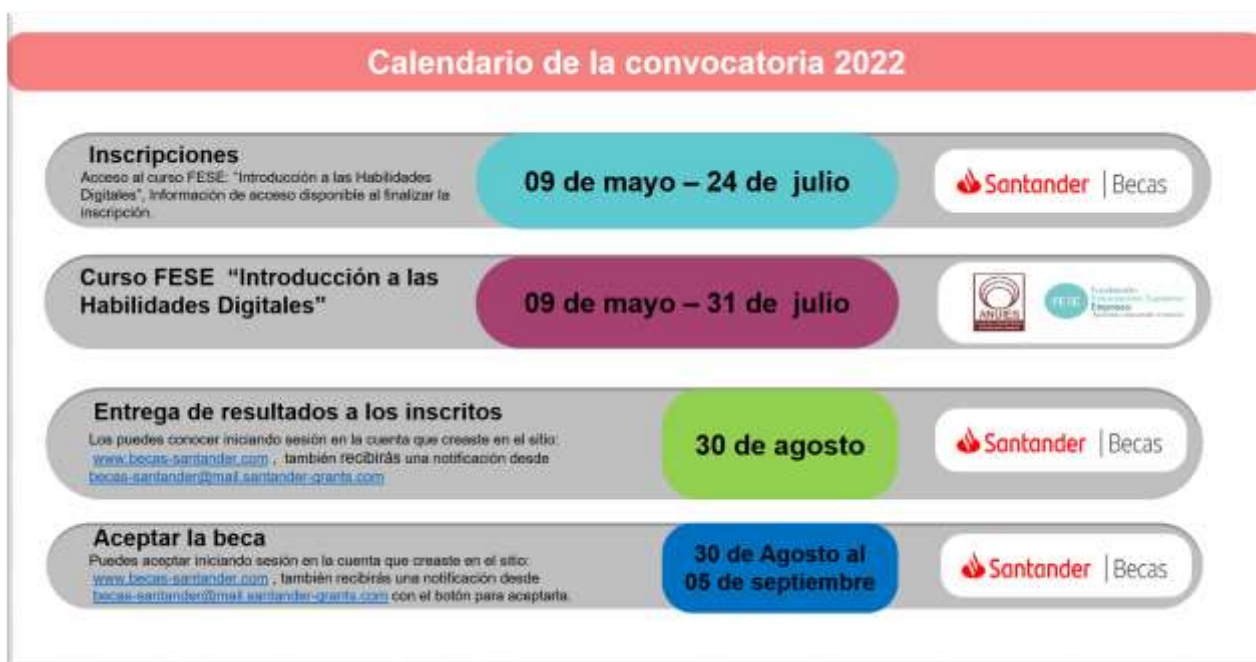 Calendario de la convocatoria 2022
Inscripciones
Acceso al curso FESE: "Introducción a las Habilidades
Digitales", Información de acceso disponible al finalizar la
inscripción.
09 de mayo – 24 de julio
Santander | Becas
Curso FESE "Introducción a las
Habilidades Digitales"
09 de mayo – 31 de julio
ANUIES
FESE
Fundación
Educación Superior
Empresa
Entrega de resultados a los inscritos
Los puedes conocer iniciando sesión en la cuenta que creaste en el sitio:
www.becas-santander.com , también recibirás una notificación desde
becas-santander@mail.santander-grants.com
30 de agosto
Santander | Becas
Aceptar la beca
Puedes aceptar iniciando sesión en la cuenta que creaste en el sitio:
www.becas-santander.com , también recibirás una notificación desde
becas-santander@mail.santander-grants.com con el botón para aceptarla.
30 de Agosto al
05 de septiembre
Santander | Becas